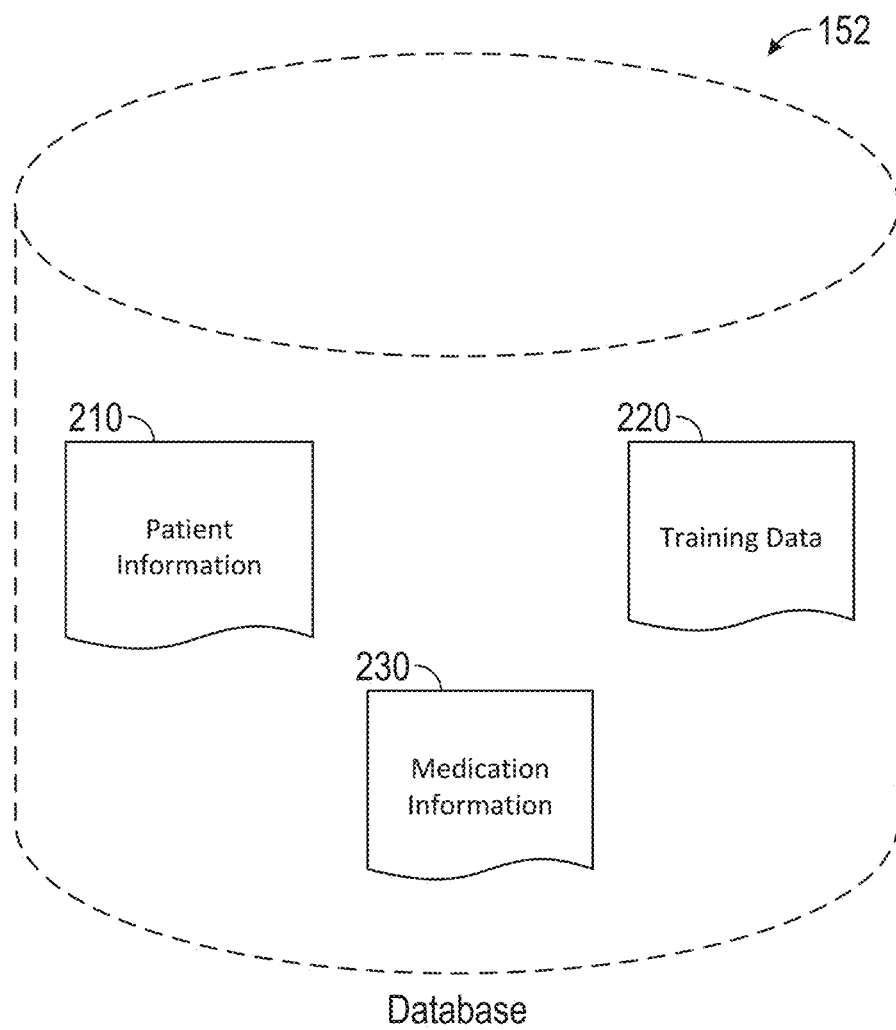 152
210
220
Patient
Information
Training Data
230
Medication
Information
Database